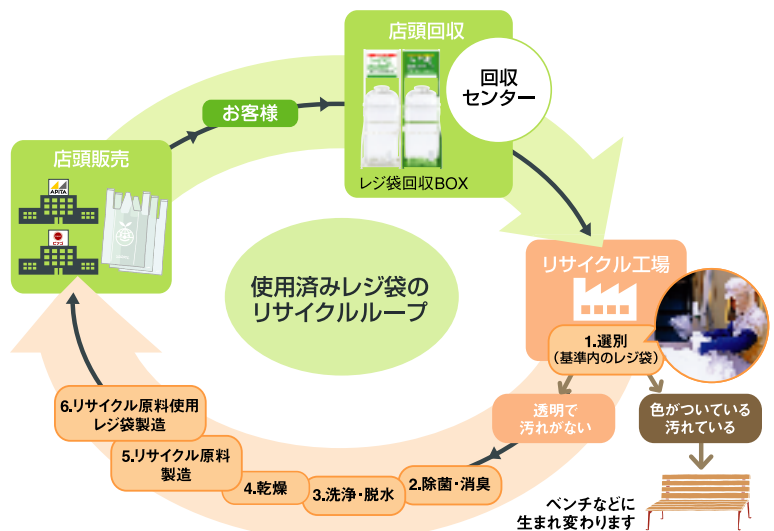 店頭回収
回収
センター
レジ袋回収BOX
お客様
店頭販売
APiTA
ピアゴ
使用済みレジ袋の
リサイクルループ
リサイクル工場
1.選別
(基準内のレジ袋)
透明で
汚れがない
色がついている
汚れている
2.除菌・消臭
3.洗浄・脱水
4.乾燥
5.リサイクル原料
製造
6.リサイクル原料使用
レジ袋製造
ベンチなどに
生まれ変わります